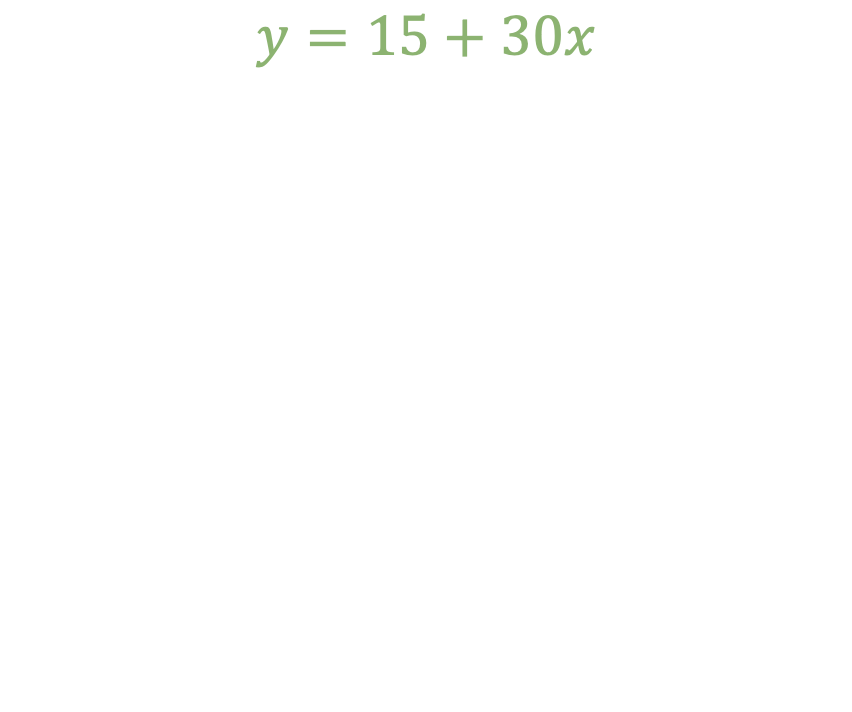 y = 15 + 30x